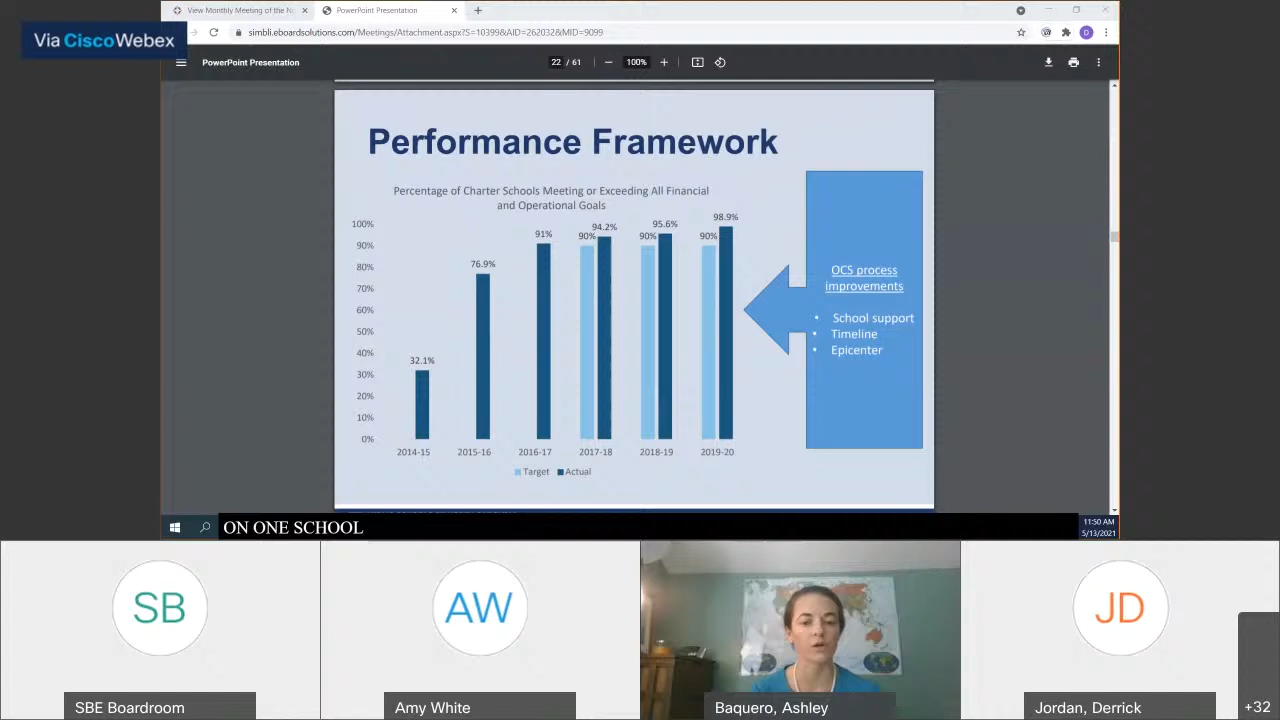 View Monthly Meeting of the N
PowerPoint Presentation
Via Cisco Webex
simbli.eboardsolutions.com/Meetings/Attachment.aspx?S=10399&AID=262032&MID=9099
D
PowerPoint Presentation
22 / 61
100%
Performance Framework
Percentage of Charter Schools Meeting or Exceeding All Financial
and Operational Goals
100%
90%
80%
70%
60%
50%
40%
30%
20%
10%
0%
32.1%
76.9%
91%
90%
94.2%
90%
95.6%
90%
98.9%
2014-15
2015-16
2016-17
2017-18
2018-19
2019-20
Target
Actual
OCS process
improvements
• School support
• Timeline
• Epicenter
ON ONE SCHOOL
11:50 AM
5/13/2021
SB
AW
JD
SBE Boardroom
Amy White
Baquero, Ashley
Jordan, Derrick
+32